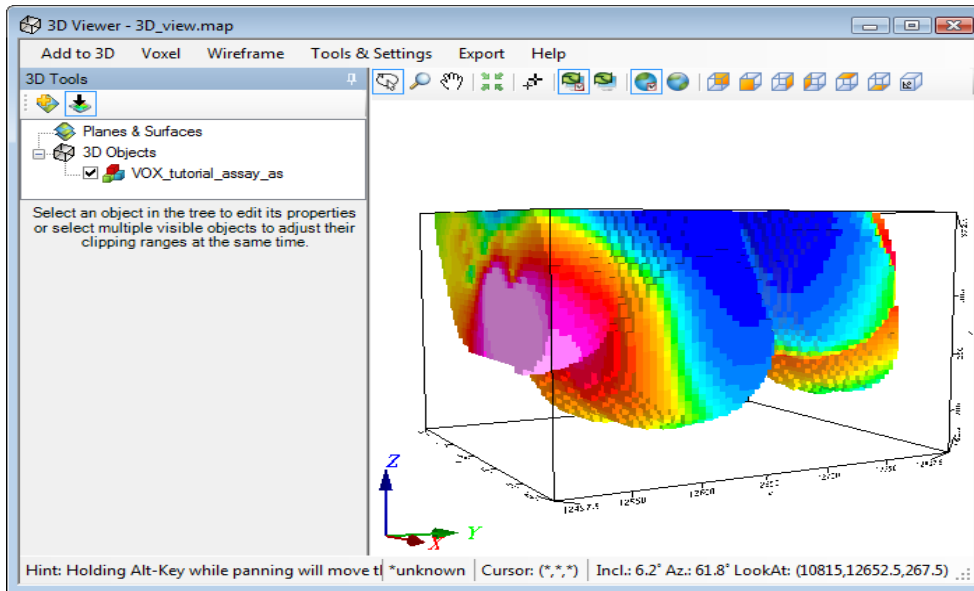 3D Viewer - 3D_view.map
Add to 3D Voxel Wireframe Tools & Settings Export Help
3D Tools
Planes & Surfaces
3D Objects
VOX_tutorial_assay_as
Select an object in the tree to edit its properties
or select multiple visible objects to adjust their
clipping ranges at the same time.
Z
Y
X
12457.5 12550 12600
Hint: Holding Alt-Key while panning will move tl *unknown Cursor: (*,*,*) Incl.: 6.2° Az.: 61.8° LookAt: (10815,12652.5,267.5)